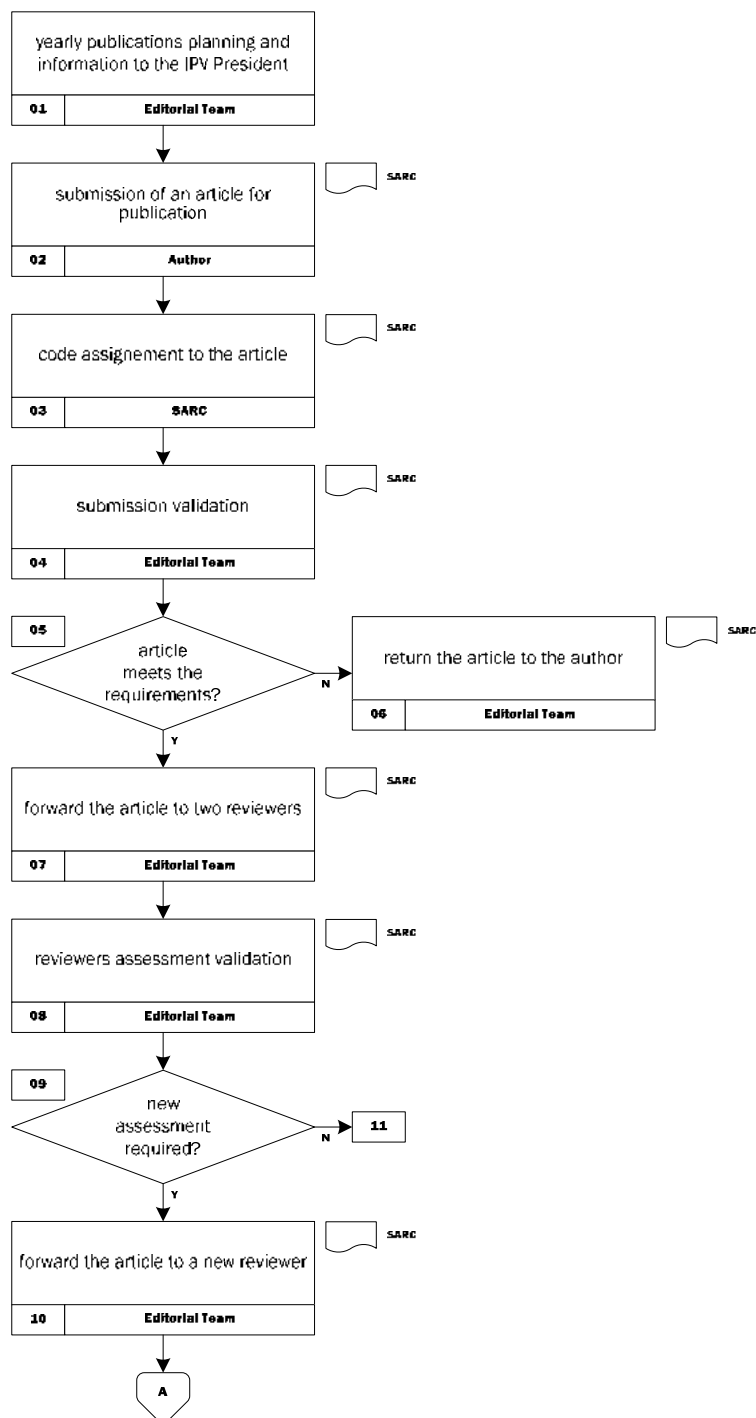 yearly publications planning and
information to the IPV President
01 Editorial Team
submission of an article for
publication
SARC
02 Author
code assignement to the article
SARC
03 SARC
submission validation
SARC
04 Editorial Team
05
article
meets the
requirements?
N
Y
return the article to the author
SARC
06 Editorial Team
forward the article to two reviewers
SARC
07 Editorial Team
reviewers assessment validation
SARC
08 Editorial Team
09
new
assessment
required?
N
11
Y
forward the article to a new reviewer
SARC
10 Editorial Team
A